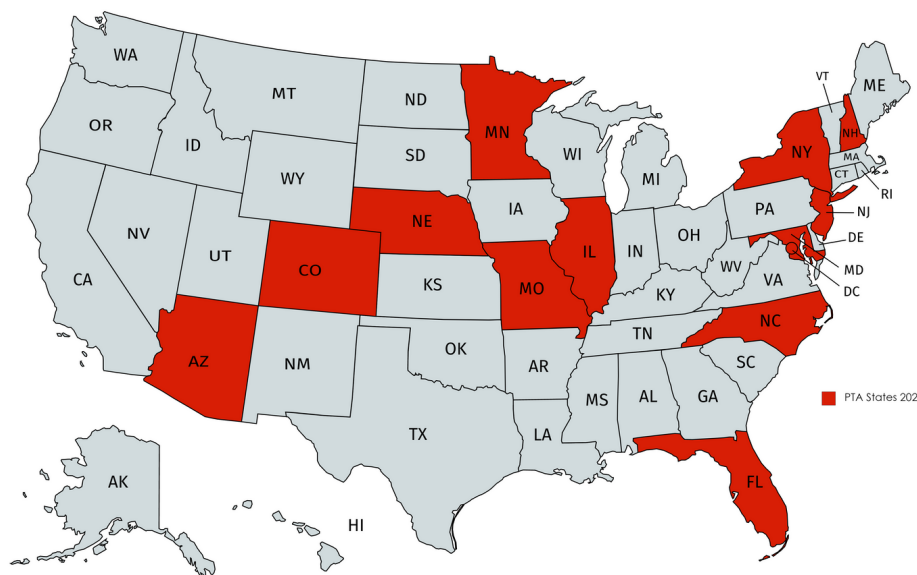 WA
MT
ND
MN
VT
ME
OR
ID
SD
WI
MI
NY
NH
MA
CT
RI
WY
NE
IA
PA
NJ
NV
UT
CO
IL
IN
OH
DE
CA
KS
MO
WV
VA
MD
DC
KY
NC
AZ
NM
OK
AR
TN
SC
MS
AL
GA
PTA States 202
TX
LA
FL
AK
HI